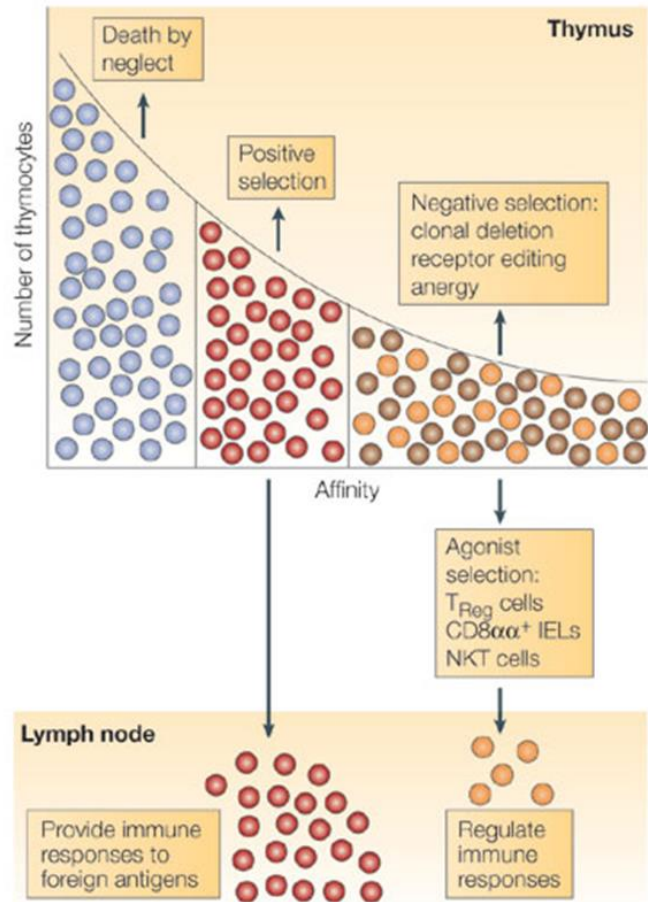 Thymus
Death by
neglect
Positive
selection
Negative selection:
clonal deletion
receptor editing
anergy
Number of thymocytes
Affinity
Agonist
selection:
TReg cells
CD8αα+ IELs
NKT cells
Lymph node
Provide immune
responses to
foreign antigens
Regulate
immune
responses